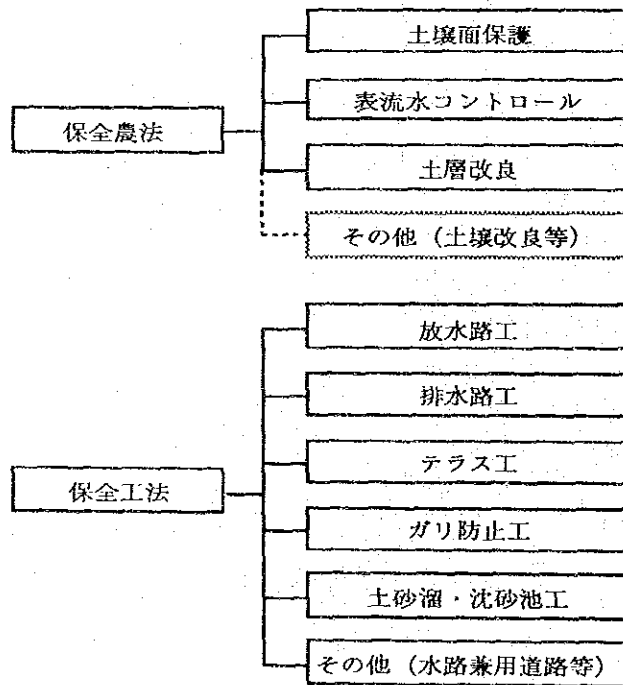 土壌面保護
表流水コントロール
保全農法
土層改良
その他（土壌改良等）
放水路工
排水路工
テラス工
保全工法
ガリ防止工
土砂溜・沈砂池工
その他（水路兼用道路等）